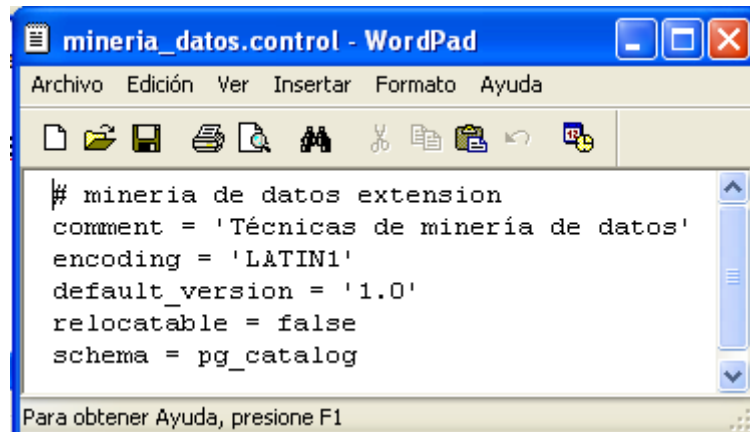 mineria_datos.control - WordPad
Archivo Edición Ver Insertar Formato Ayuda
# mineria de datos extension
comment = 'Técnicas de minería de datos'
encoding = 'LATIN1'
default_version = '1.0'
relocatable = false
schema = pg_catalog
Para obtener Ayuda, presione F1